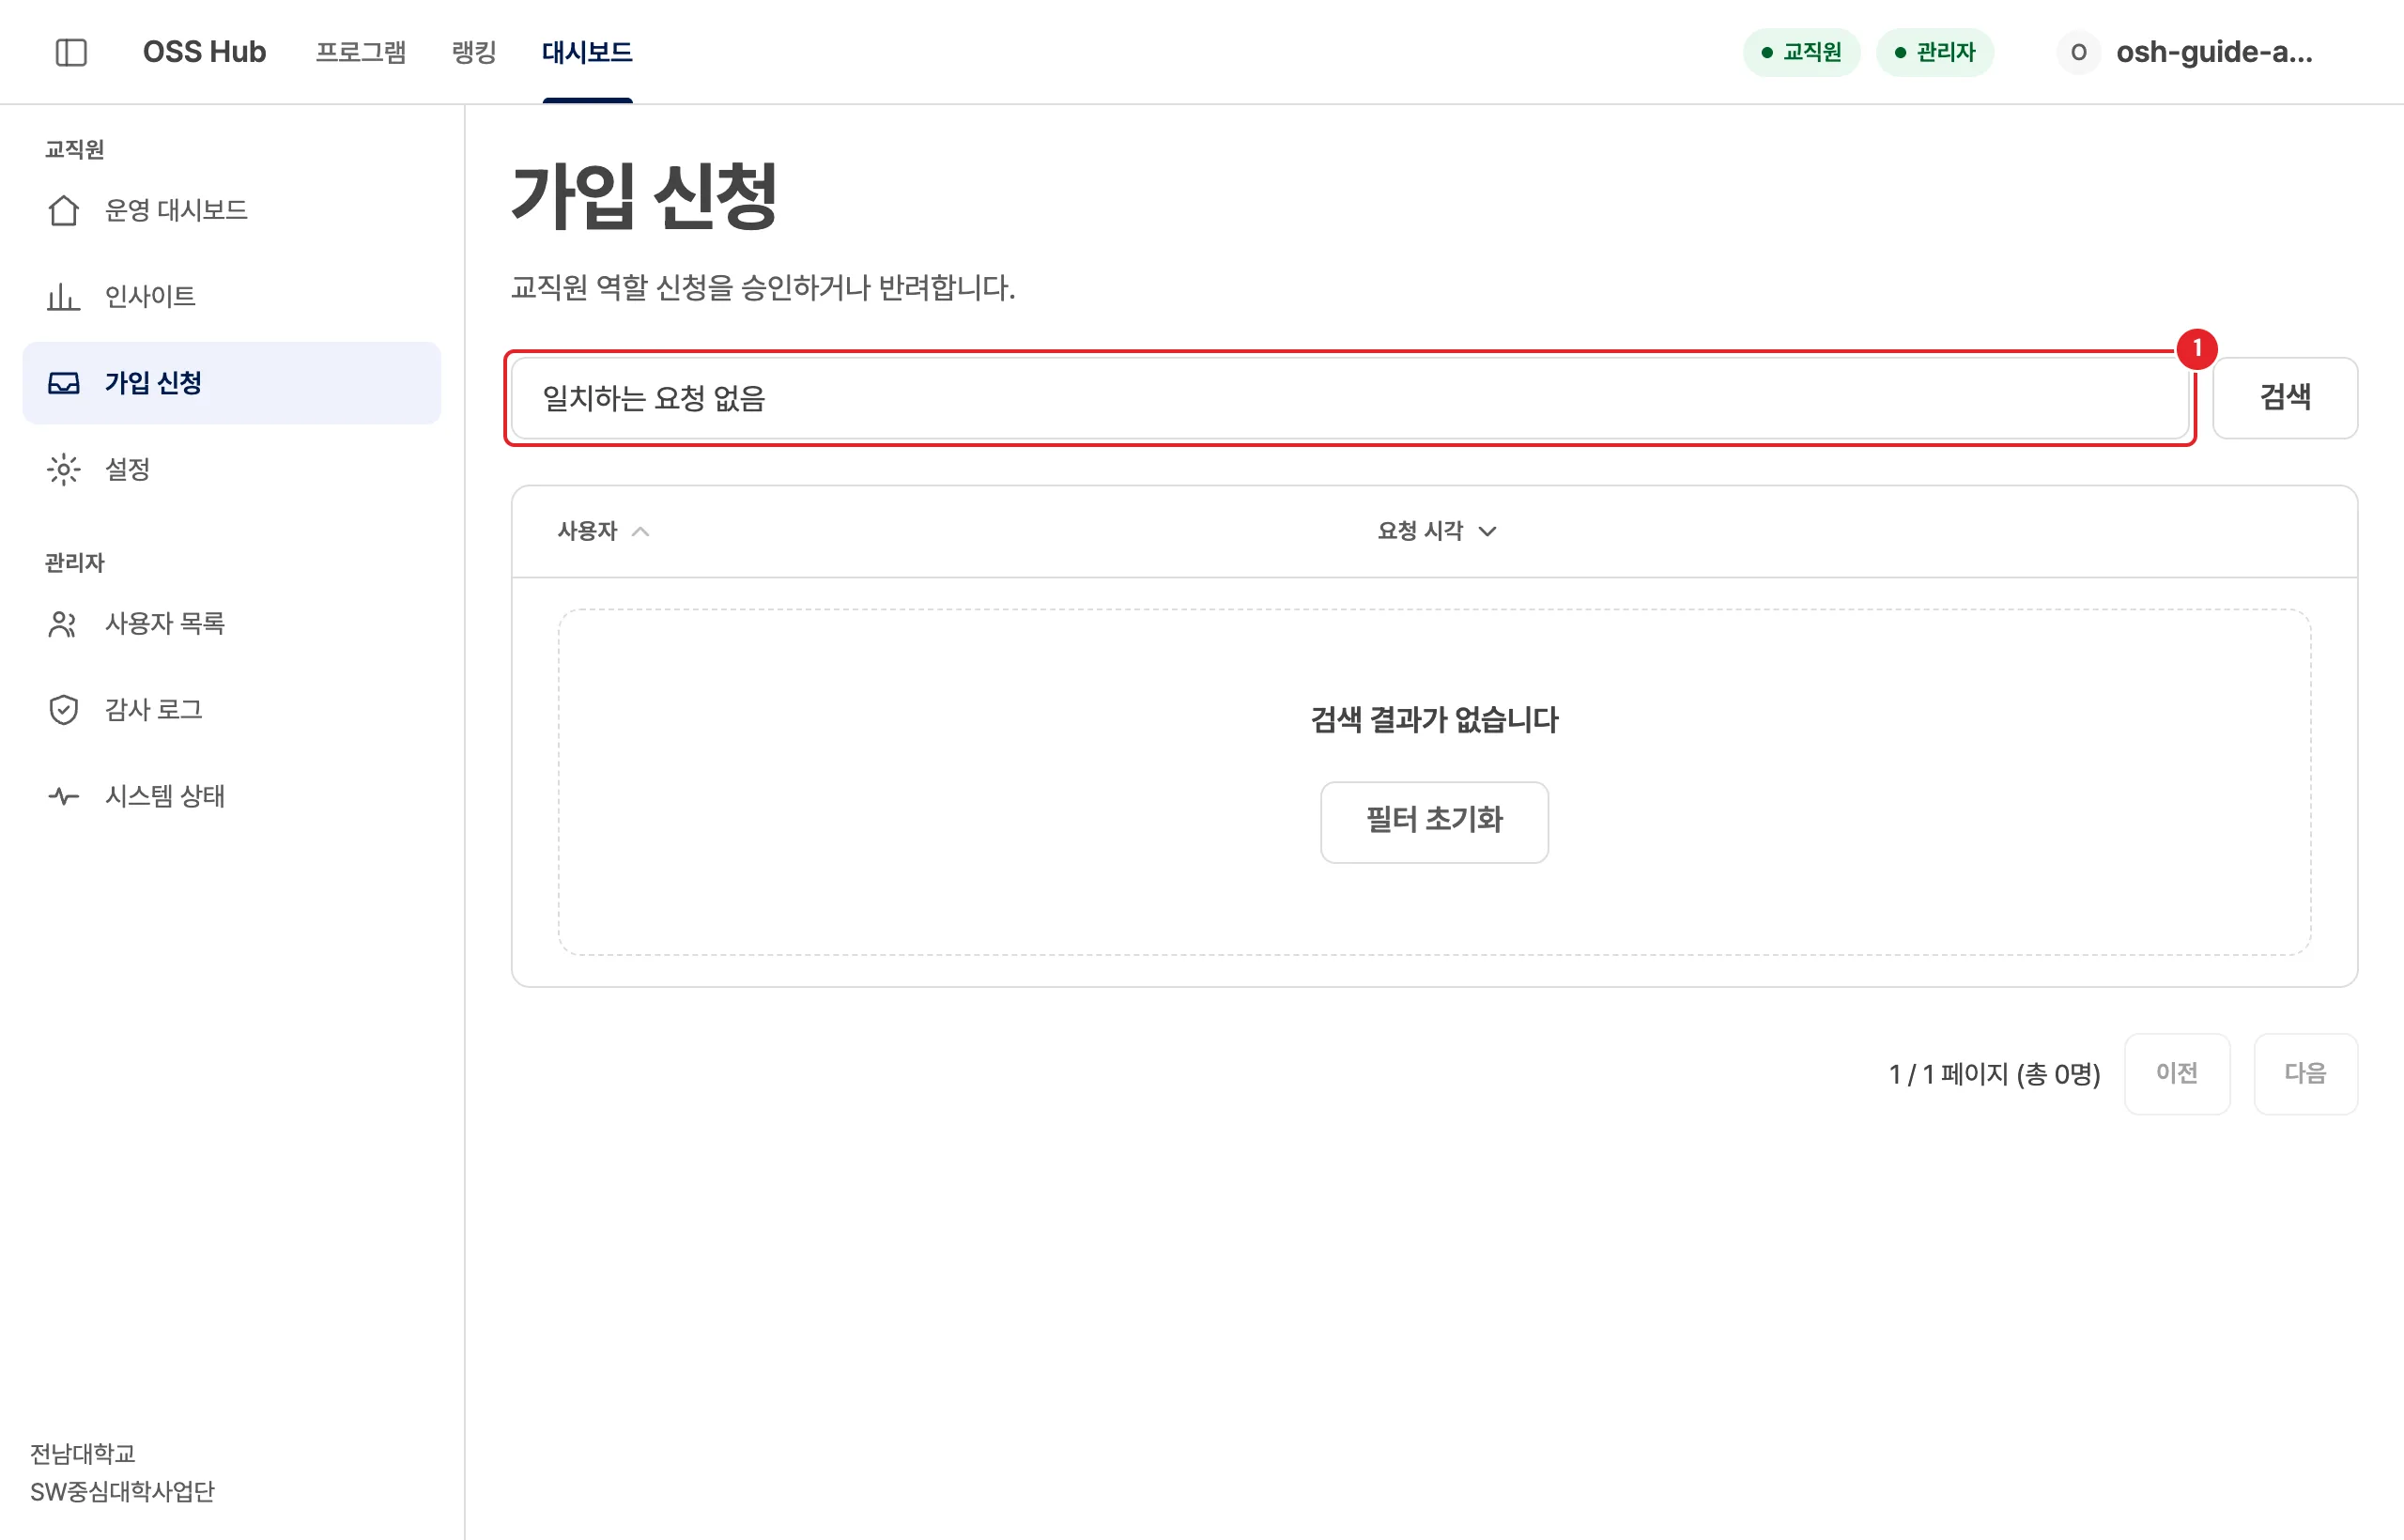 OSS Hub
프로그램
랭킹
대시보드
교직원
관리자
O
osh-guide-a...
교직원
운영 대시보드
인사이트
가입 신청
설정
관리자
사용자 목록
감사 로그
시스템 상태
전남대학교
SW중심대학사업단
가입 신청
교직원 역할 신청을 승인하거나 반려합니다.
1
일치하는 요청 없음
검색
사용자
요청 시각
검색 결과가 없습니다
필터 초기화
1 / 1 페이지 (총 0명)
이전
다음